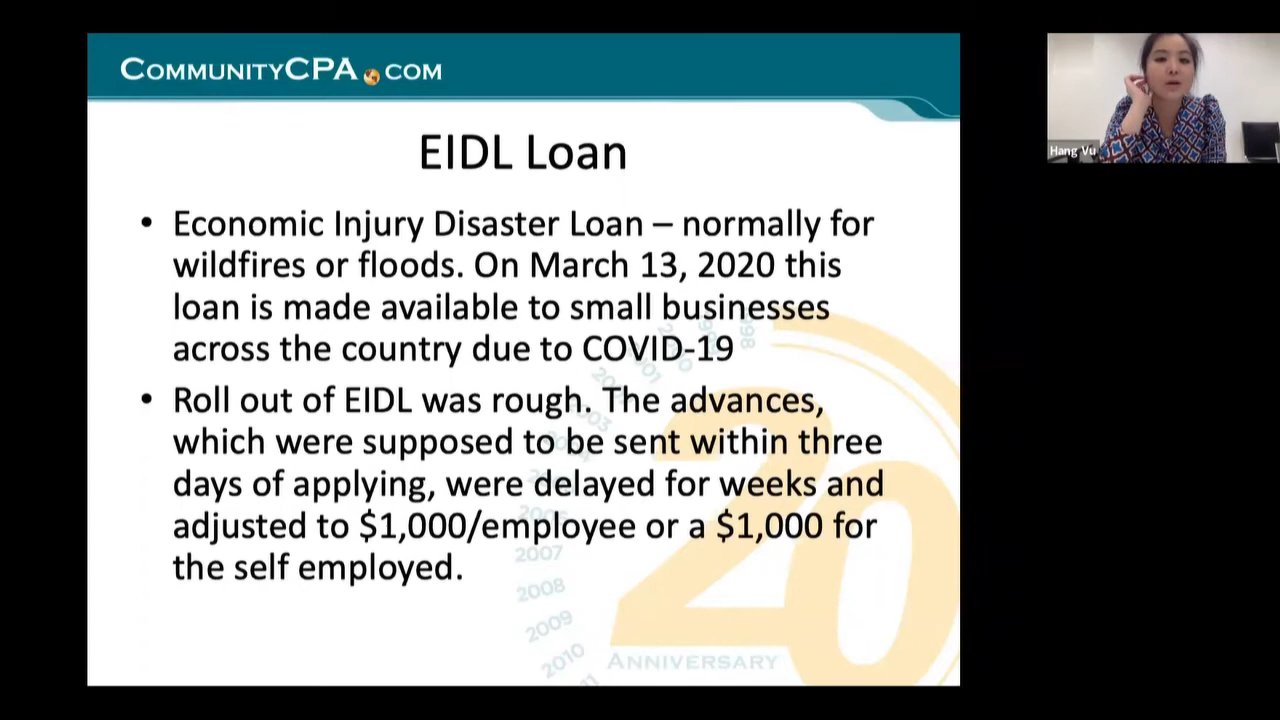 COMMUNITYCPA.COM
EIDL Loan
• Economic Injury Disaster Loan – normally for
wildfires or floods. On March 13, 2020 this
loan is made available to small businesses
across the country due to COVID-19
• Roll out of EIDL was rough. The advances,
which were supposed to be sent within three
days of applying, were delayed for weeks and
adjusted to $1,000/employee or a $1,000 for
the self employed.
2007
2008
2009
2010
20
ANNIVERSARY
Hang Vu